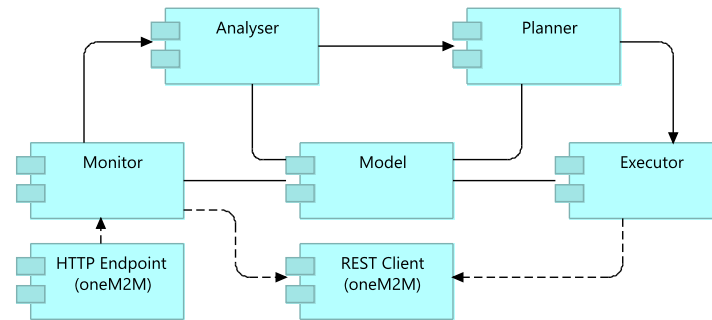 Analyser
Planner
Monitor
Model
Executor
HTTP Endpoint
(oneM2M)
REST Client
(oneM2M)